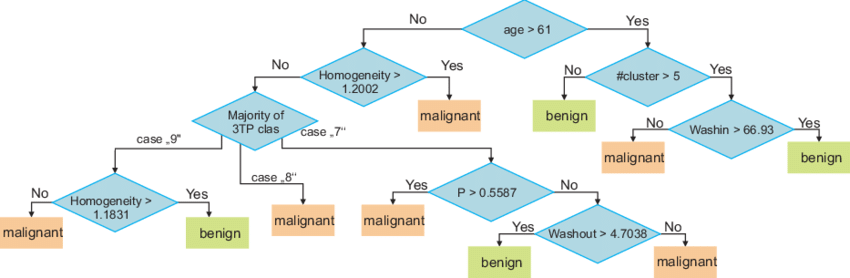 No
age > 61
Yes
No
Homogeneity >
1.2002
Yes
No
#cluster > 5
Yes
malignant
benign
Majority of
3TP clas
case „9"
case „7“
case „8“
No
Washin > 66.93
Yes
malignant
benign
No
Homogeneity >
1.1831
Yes
malignant
benign
malignant
Yes
P > 0.5587
No
malignant
Yes
Washout > 4.7038
No
benign
malignant